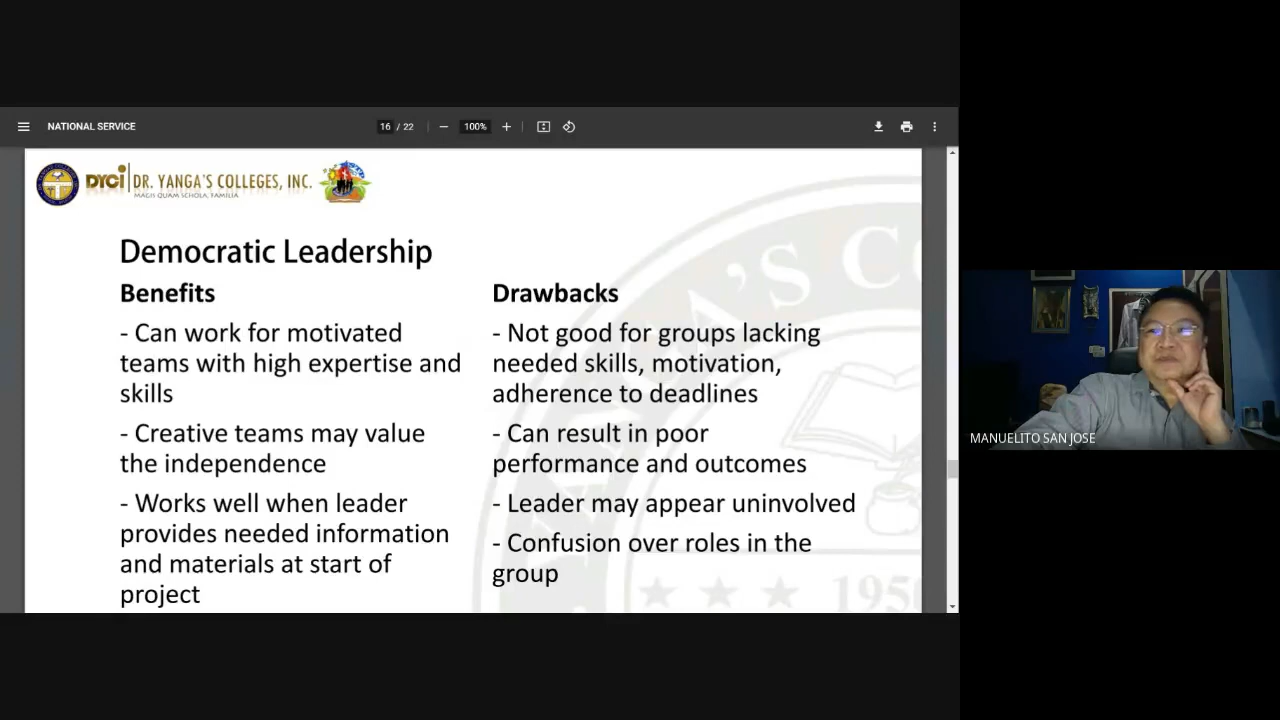 NATIONAL SERVICE
16 / 22
100%
DYCI DR. YANGA'S COLLEGES, INC.
MAGIS QUAM SCHOLA, FAMILIA
Democratic Leadership
Benefits
- Can work for motivated
teams with high expertise and
skills
- Creative teams may value
the independence
- Works well when leader
provides needed information
and materials at start of
project
Drawbacks
- Not good for groups lacking
needed skills, motivation,
adherence to deadlines
- Can result in poor
performance and outcomes
- Leader may appear uninvolved
- Confusion over roles in the
group
A'S CO
1950
MANUELITO SAN JOSE